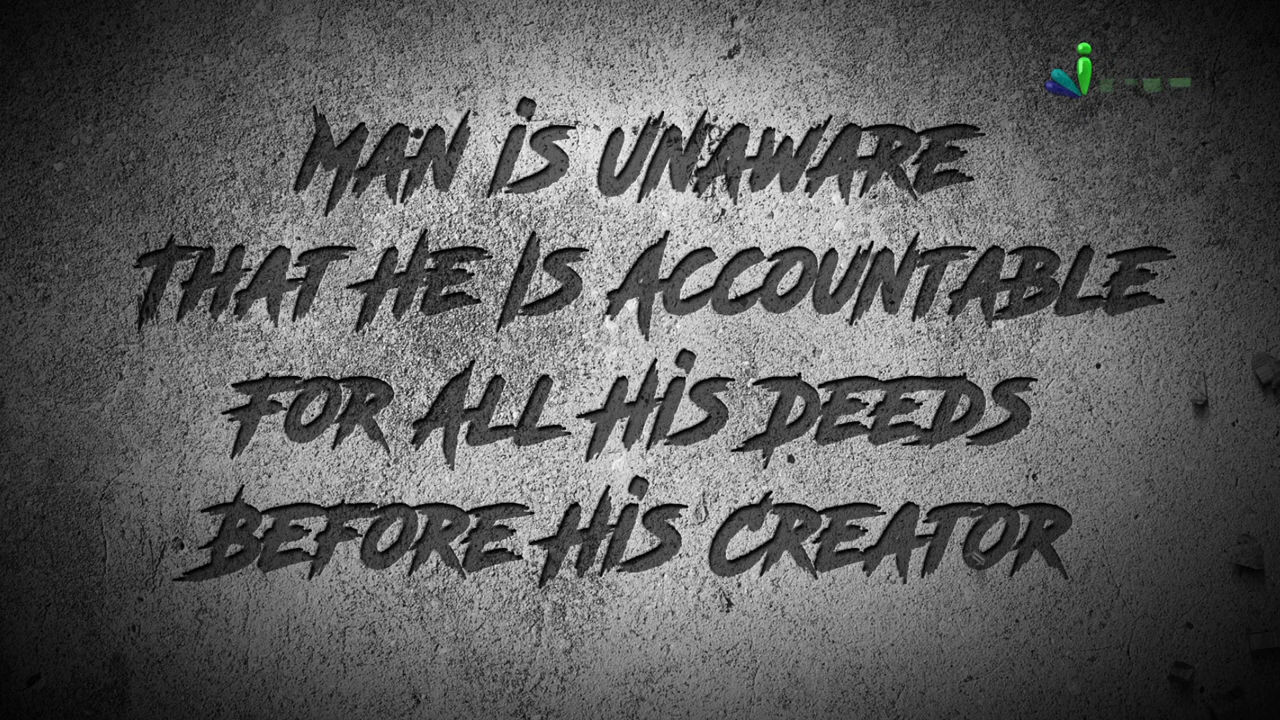 MAN IS UNAWARE
THAT HE IS ACCOUNTABLE
FOR ALL HIS DEEDS
BEFORE HIS CREATOR